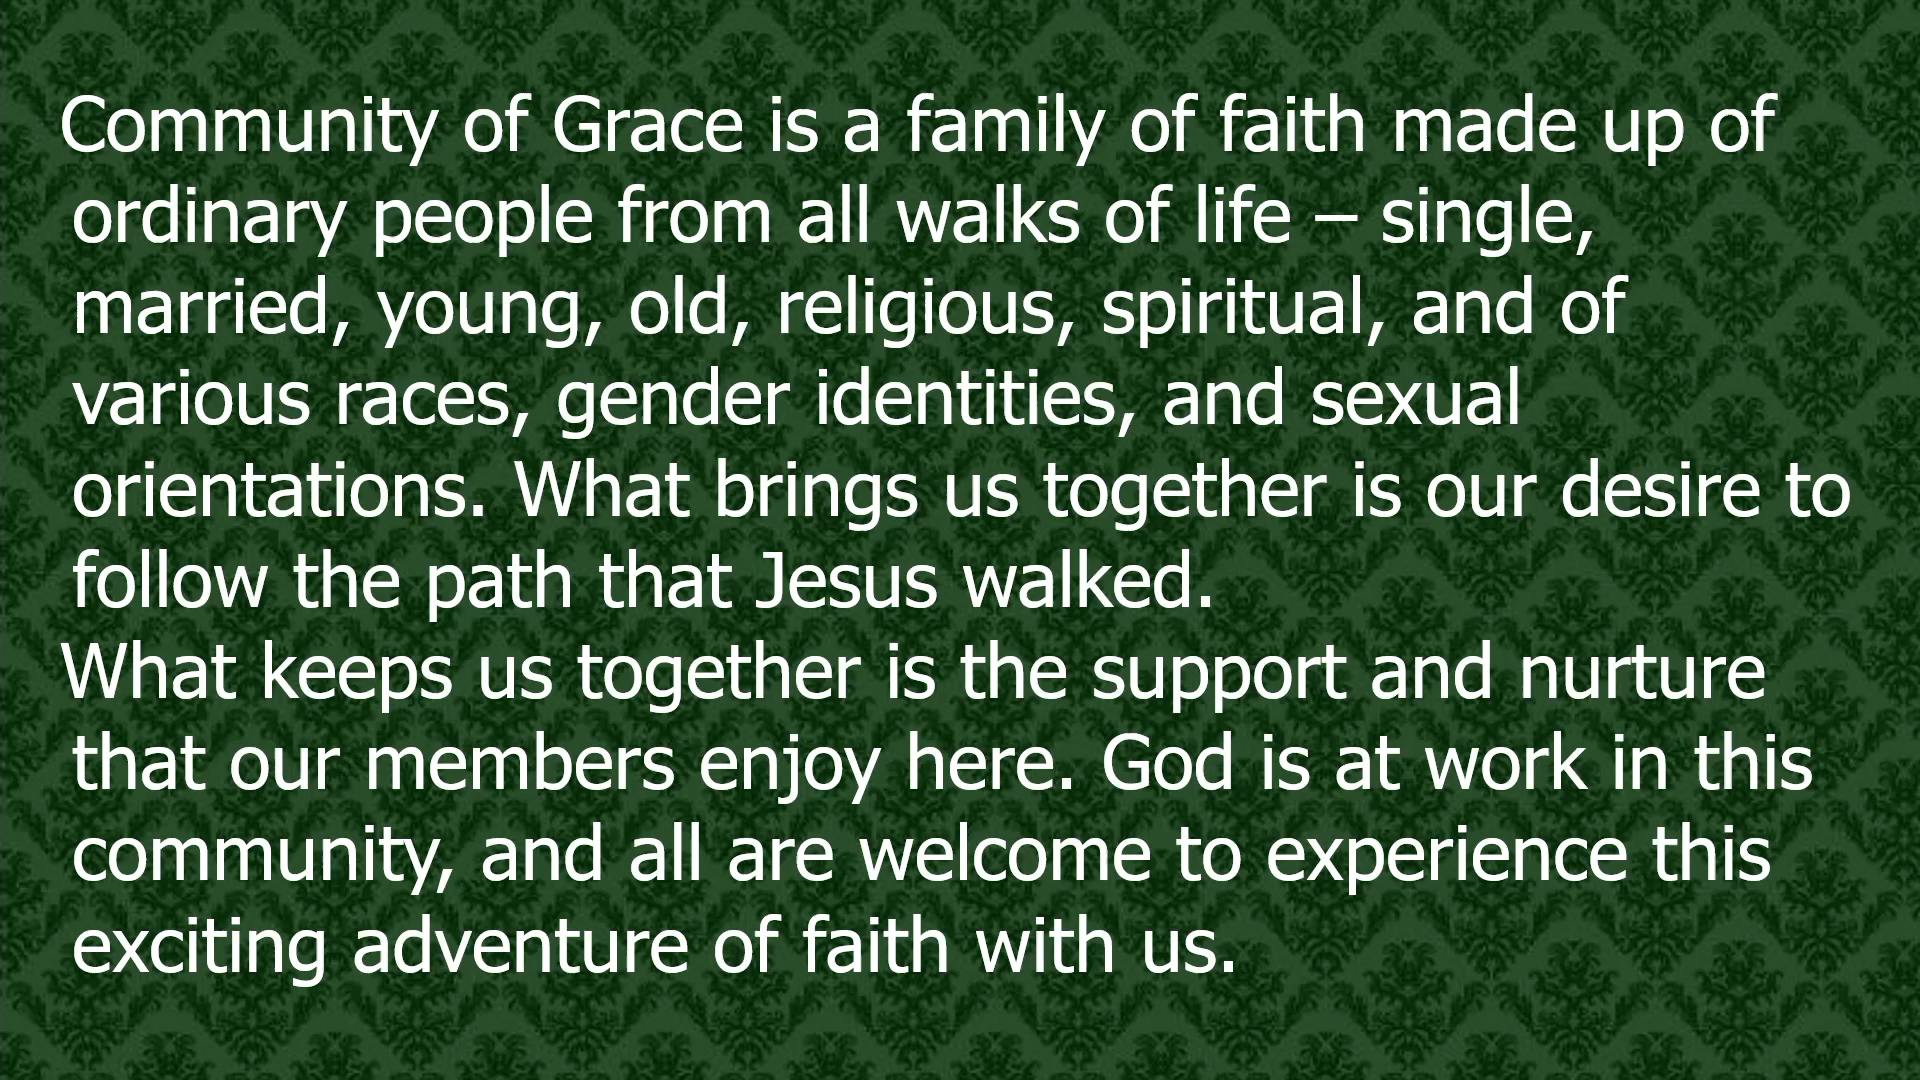 Community of Grace is a family of faith made up of
ordinary people from all walks of life – single,
married, young, old, religious, spiritual, and of
various races, gender identities, and sexual
orientations. What brings us together is our desire to
follow the path that Jesus walked.
What keeps us together is the support and nurture
that our members enjoy here. God is at work in this
community, and all are welcome to experience this
exciting adventure of faith with us.